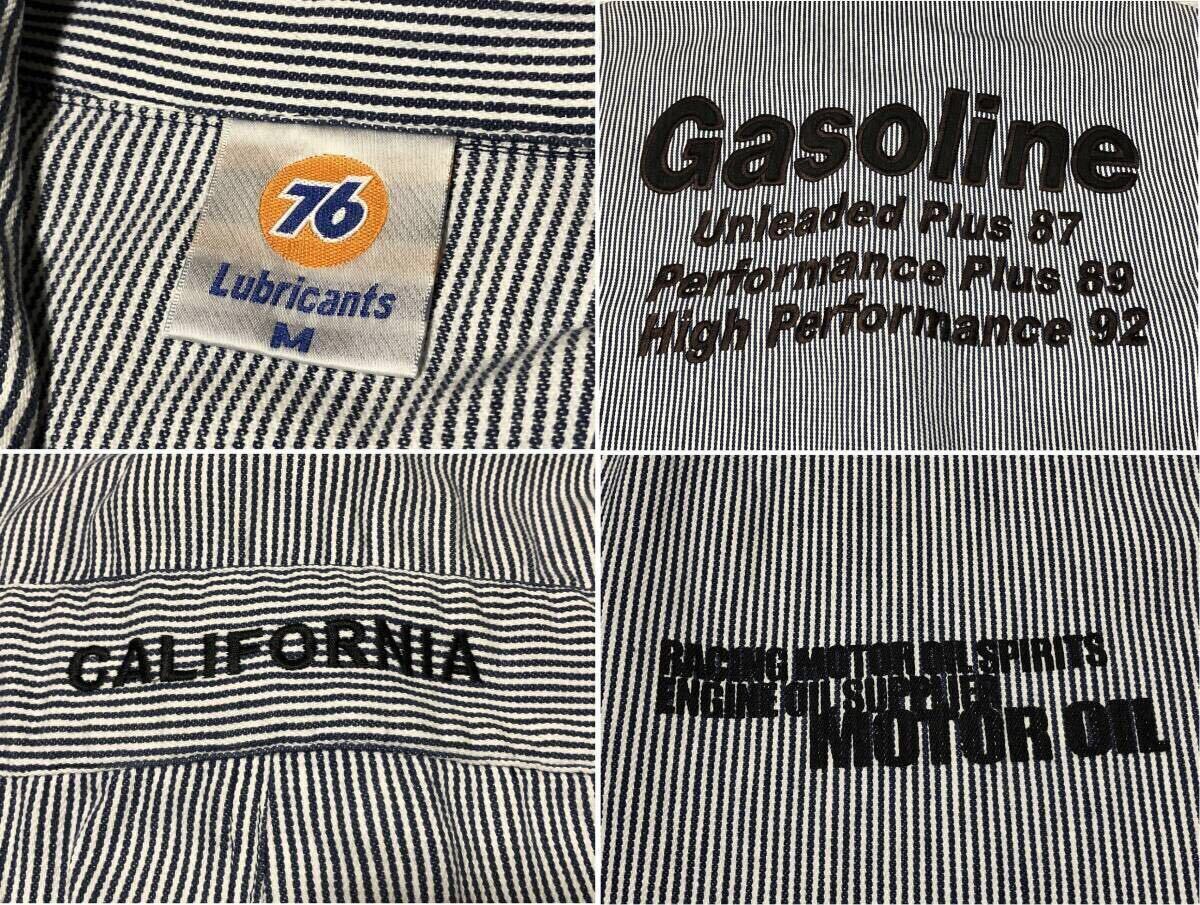 76
Lubricants
M
Gasoline
Unleaded Plus 87
Performance Plus 89
High Performance 92
CALIFORNIA
RACING MOTOR OIL SPIRITS
ENGINE OIL SUPPLIER
MOTOR OIL